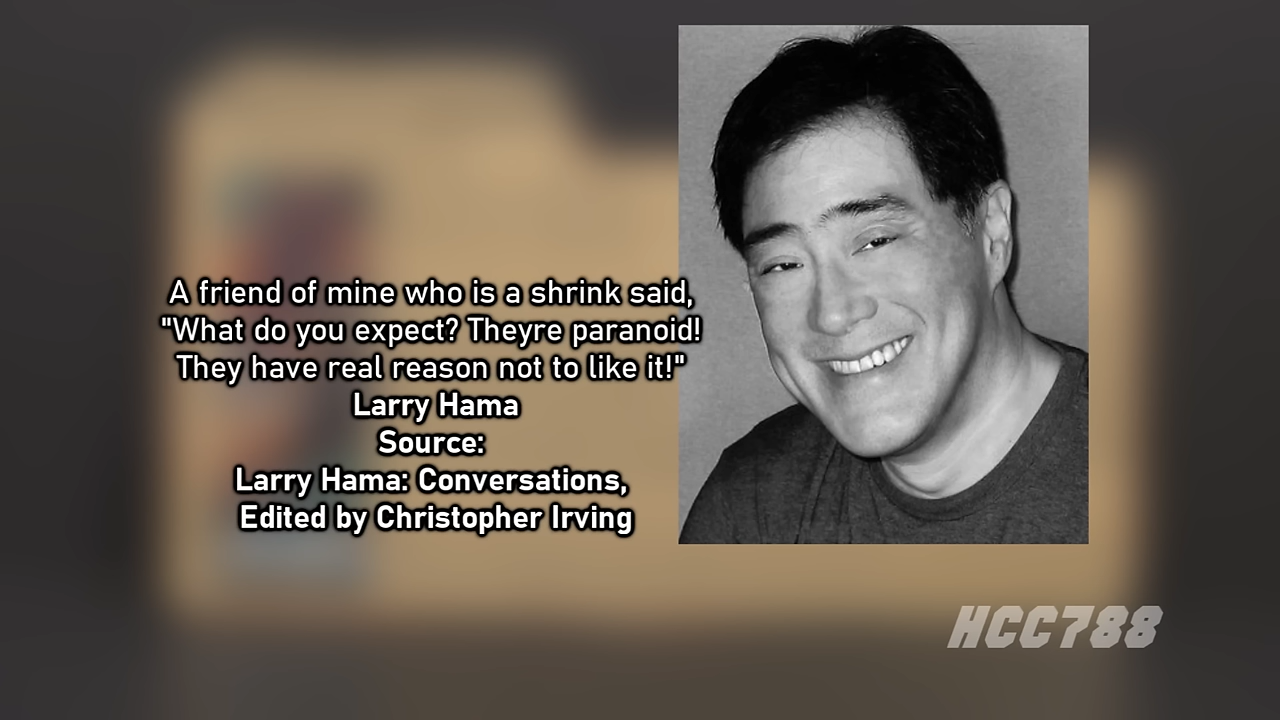 A friend of mine who is a shrink said,
"What do you expect? Theyre paranoid!
They have real reason not to like it!"
Larry Hama
Source:
Larry Hama: Conversations,
Edited by Christopher Irving
HCC788